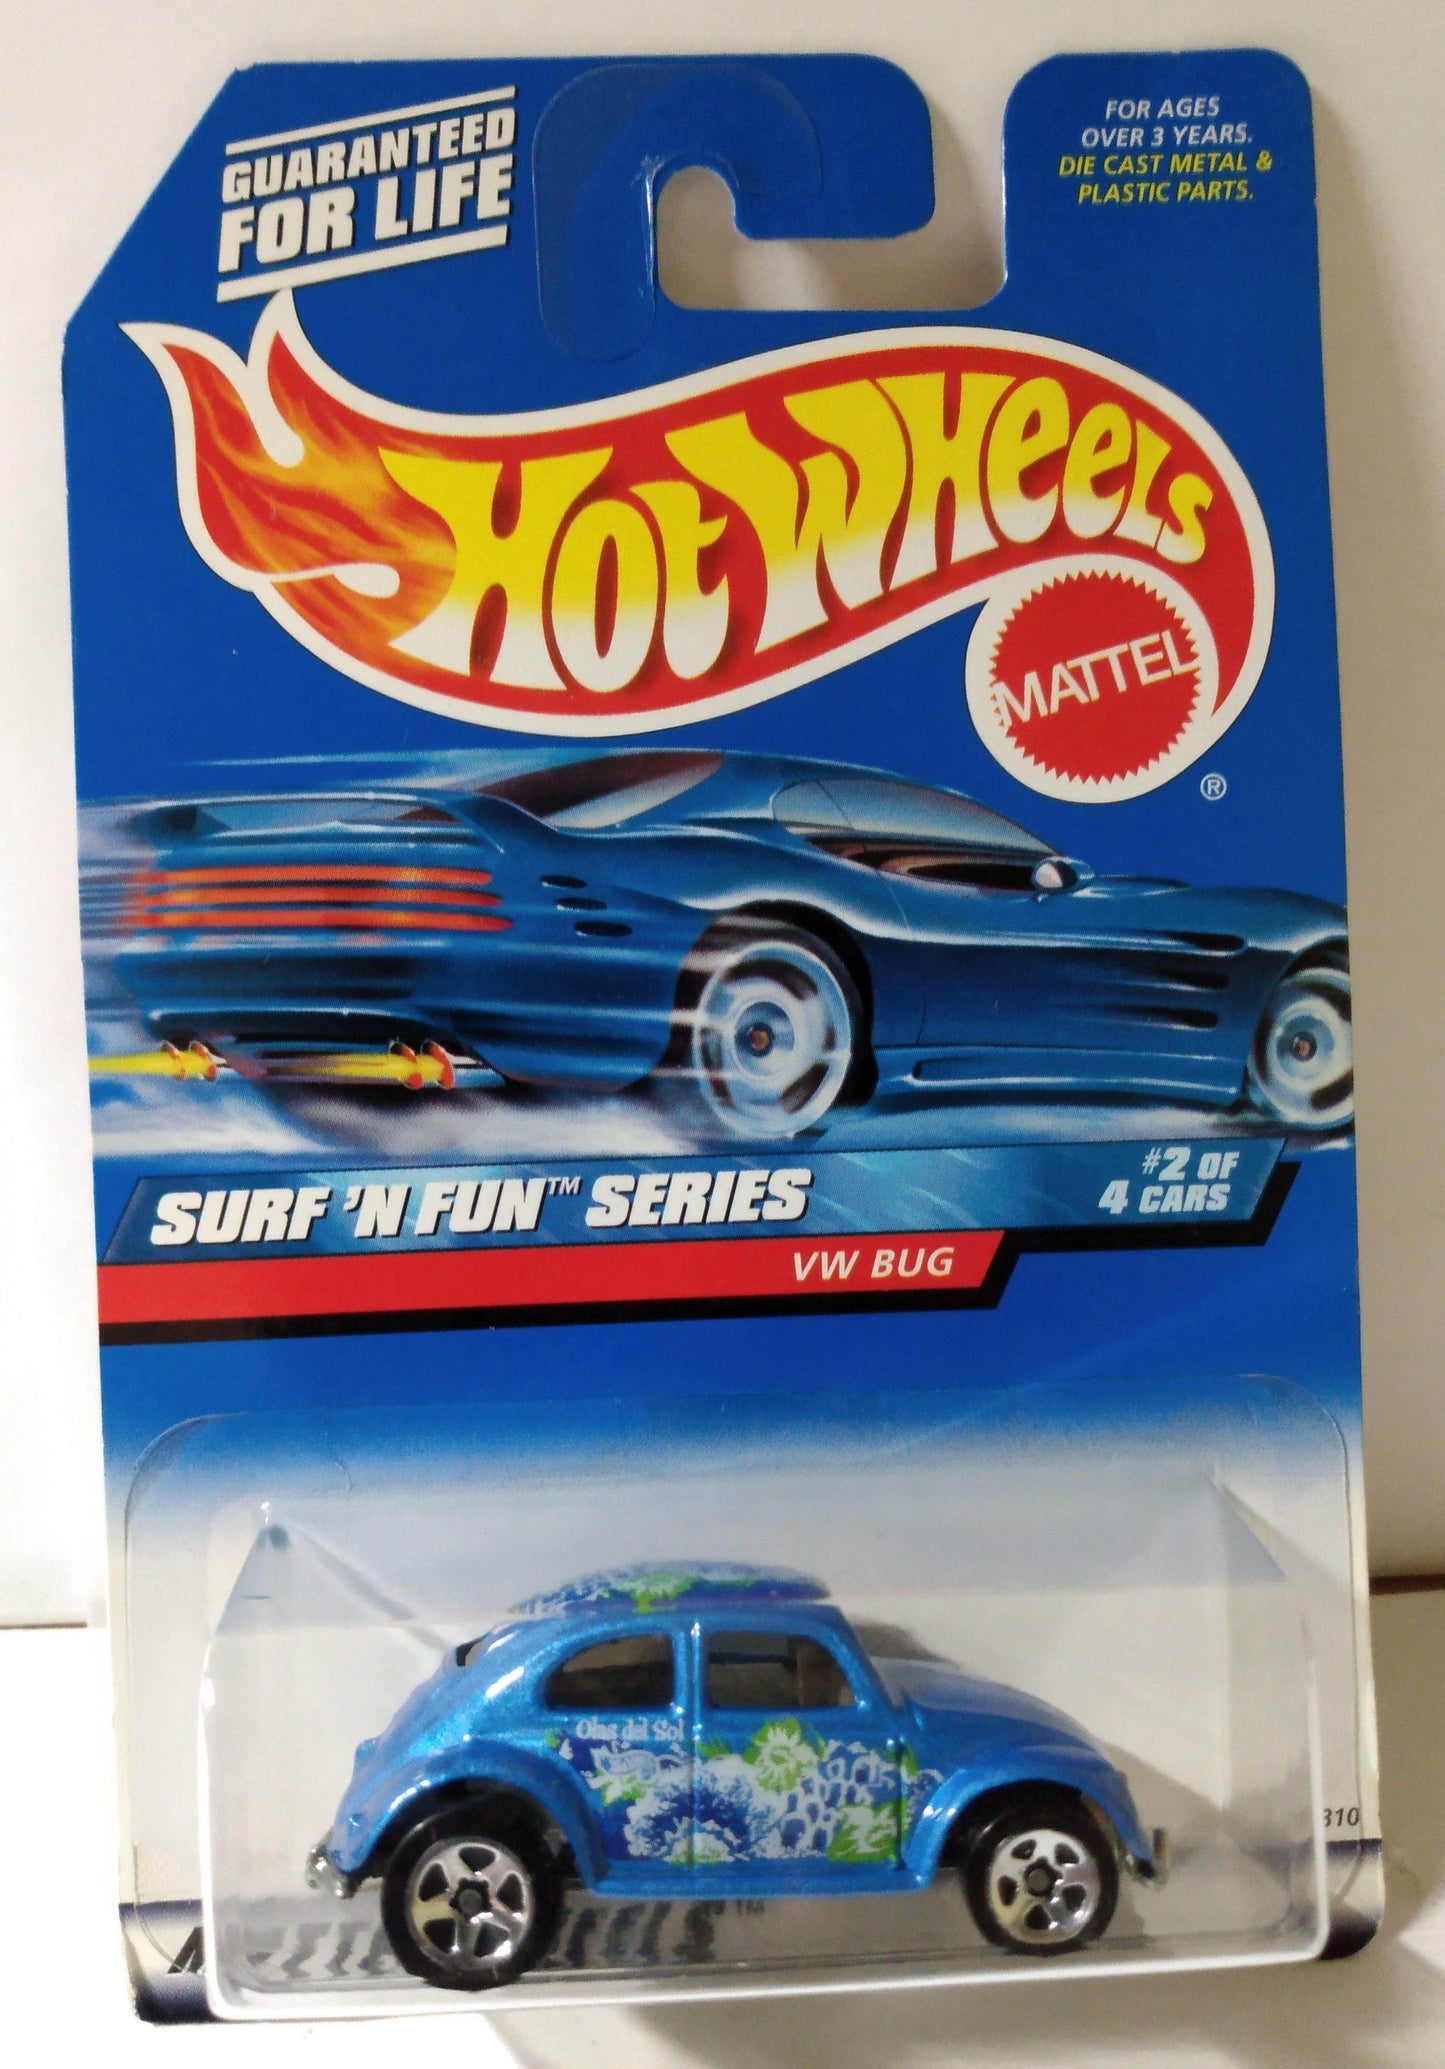 GUARANTEED
FOR LIFE
FOR AGES
OVER 3 YEARS.
DIE CAST METAL &
PLASTIC PARTS.
HOT WHEELS
MATTEL
®
SURF 'N FUN™ SERIES
#2 OF
4 CARS
VW BUG
Olas del Sol
310